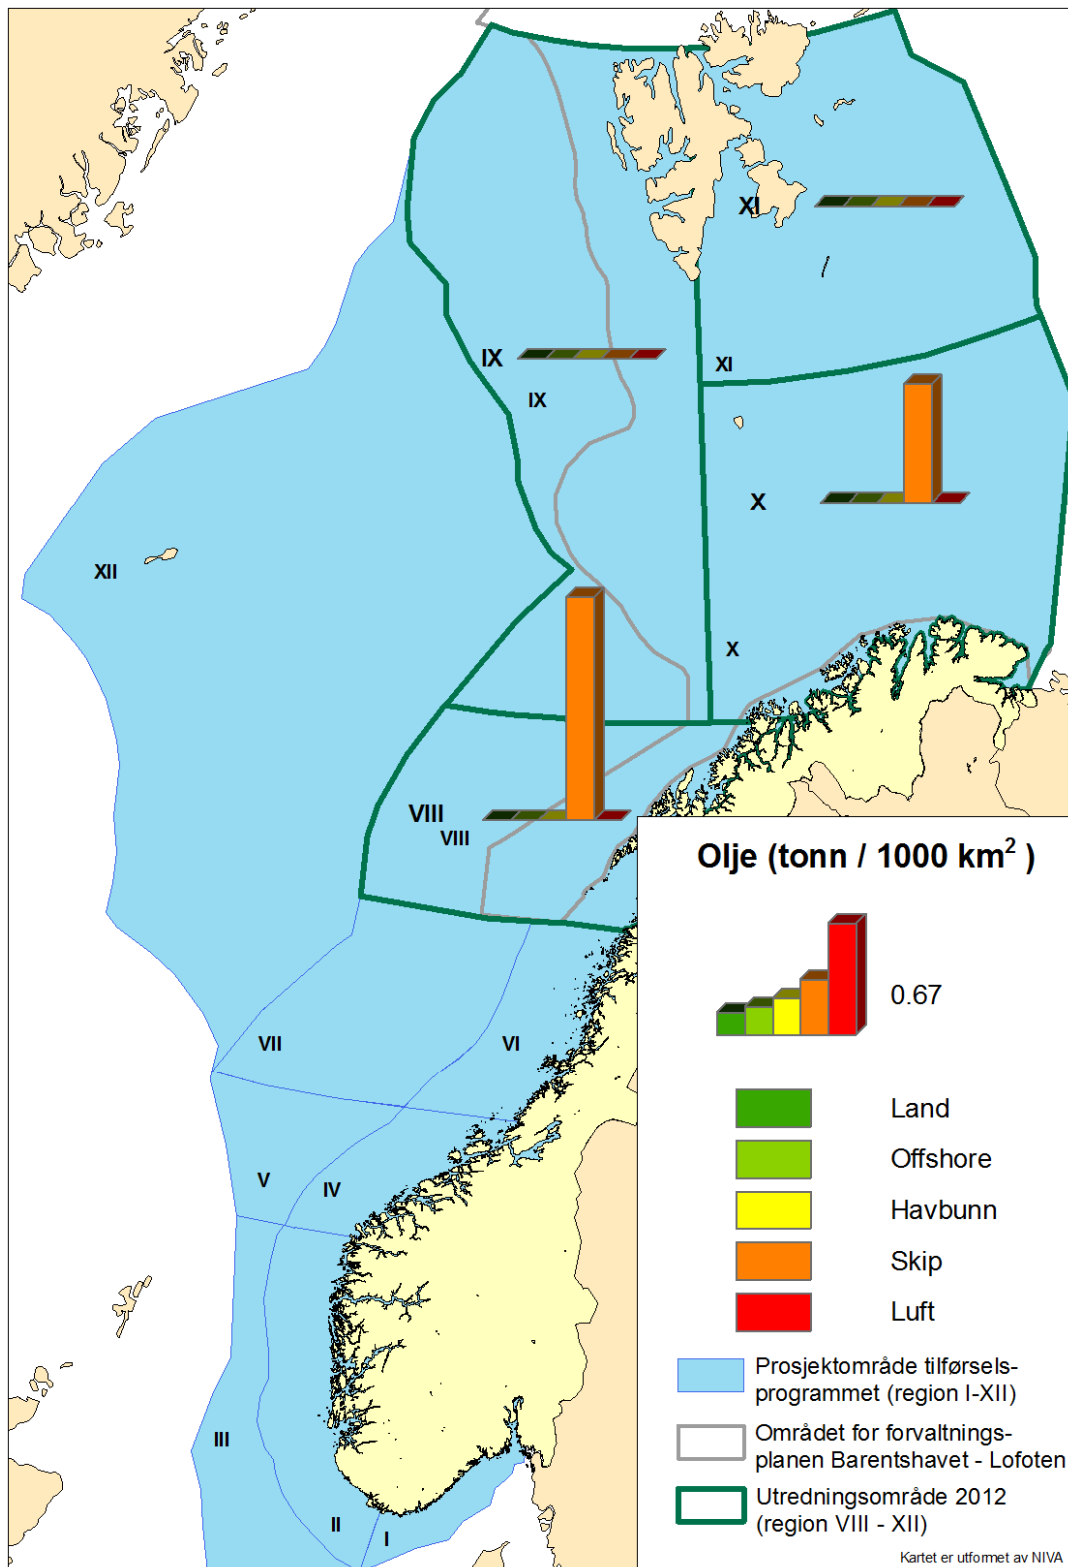 XI
IX
XI
IX
X
XII
X
VIII
VIII
Olje (tonn / 1000 km² )
0.67
VII
VI
Land
Offshore
V
IV
Havbunn
Skip
Luft
Prosjektområde tilførsels-
programmet (region I-XII)
III
Området for forvaltnings-
planen Barentshavet - Lofoten
Utredningsområde 2012
(region VIII - XII)
II
I
Kartet er utformet av NIVA